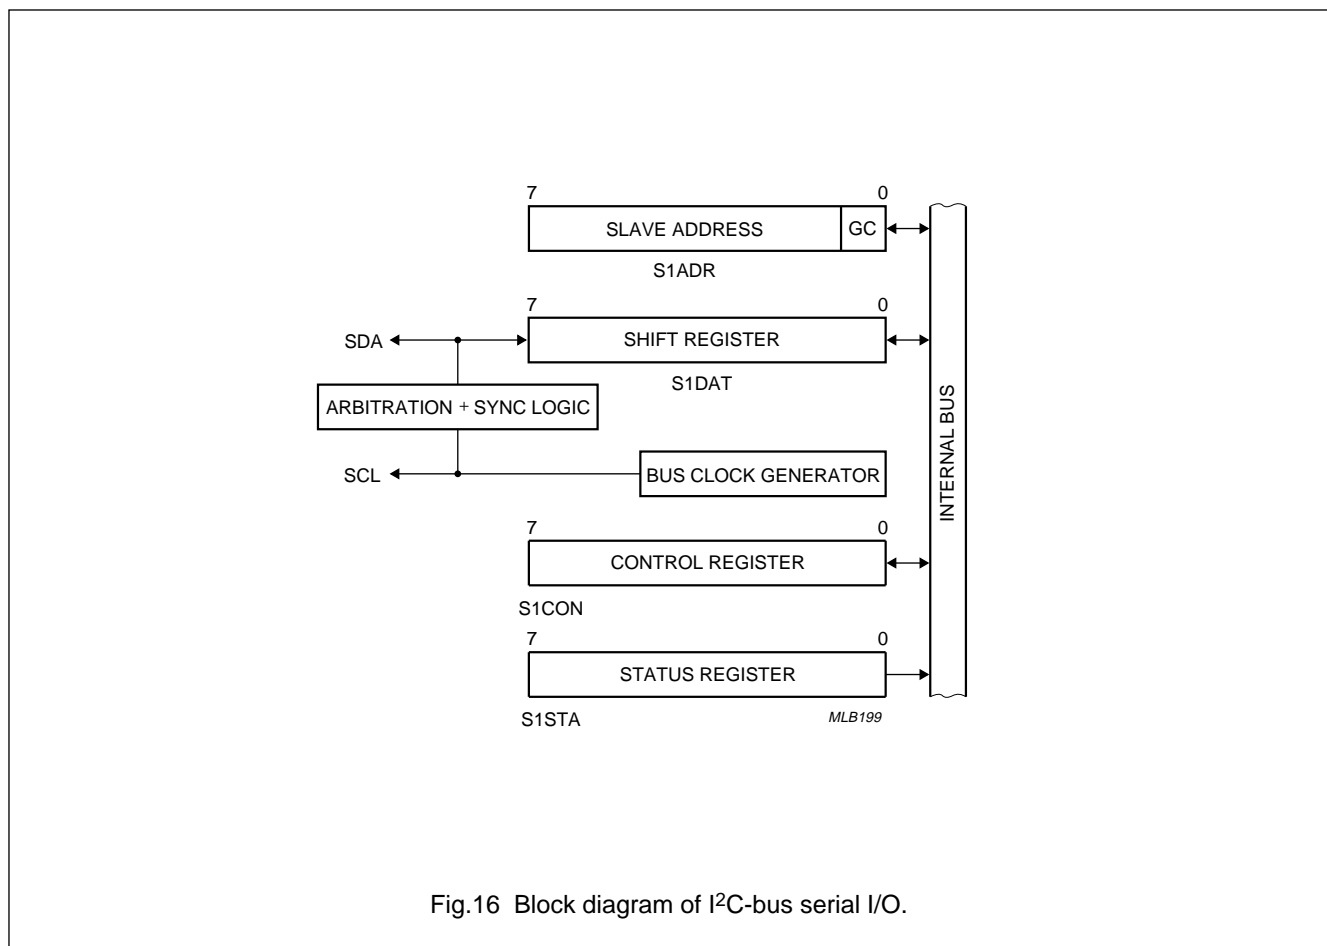 7 0
SLAVE ADDRESS GC
S1ADR
7 0
SDA SHIFT REGISTER
S1DAT
ARBITRATION + SYNC LOGIC
SCL BUS CLOCK GENERATOR
INTERNAL BUS
7 0
CONTROL REGISTER
S1CON
7 0
STATUS REGISTER
S1STA MLB199
Fig.16 Block diagram of I²C-bus serial I/O.